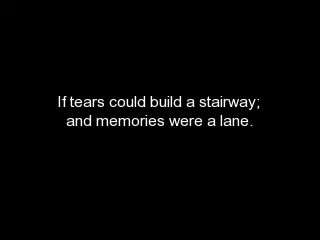 If tears could build a stairway;
and memories were a lane.